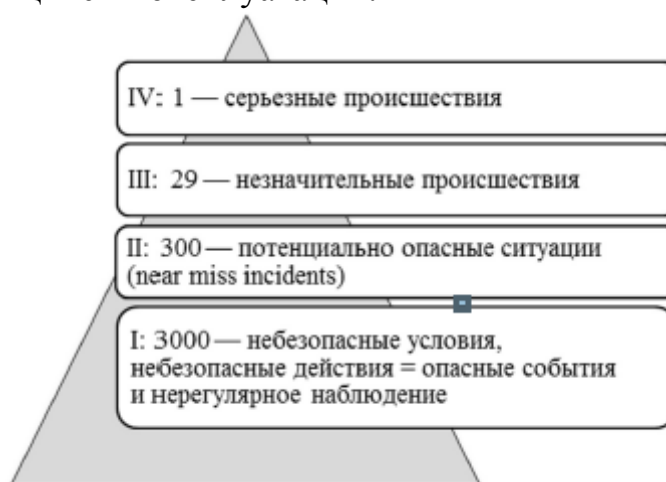 IV: 1 — серьезные происшествия
III: 29 — незначительные происшествия
II: 300 — потенциально опасные ситуации
(near miss incidents)
I: 3000 — небезопасные условия,
небезопасные действия = опасные события
и нерегулярное наблюдение